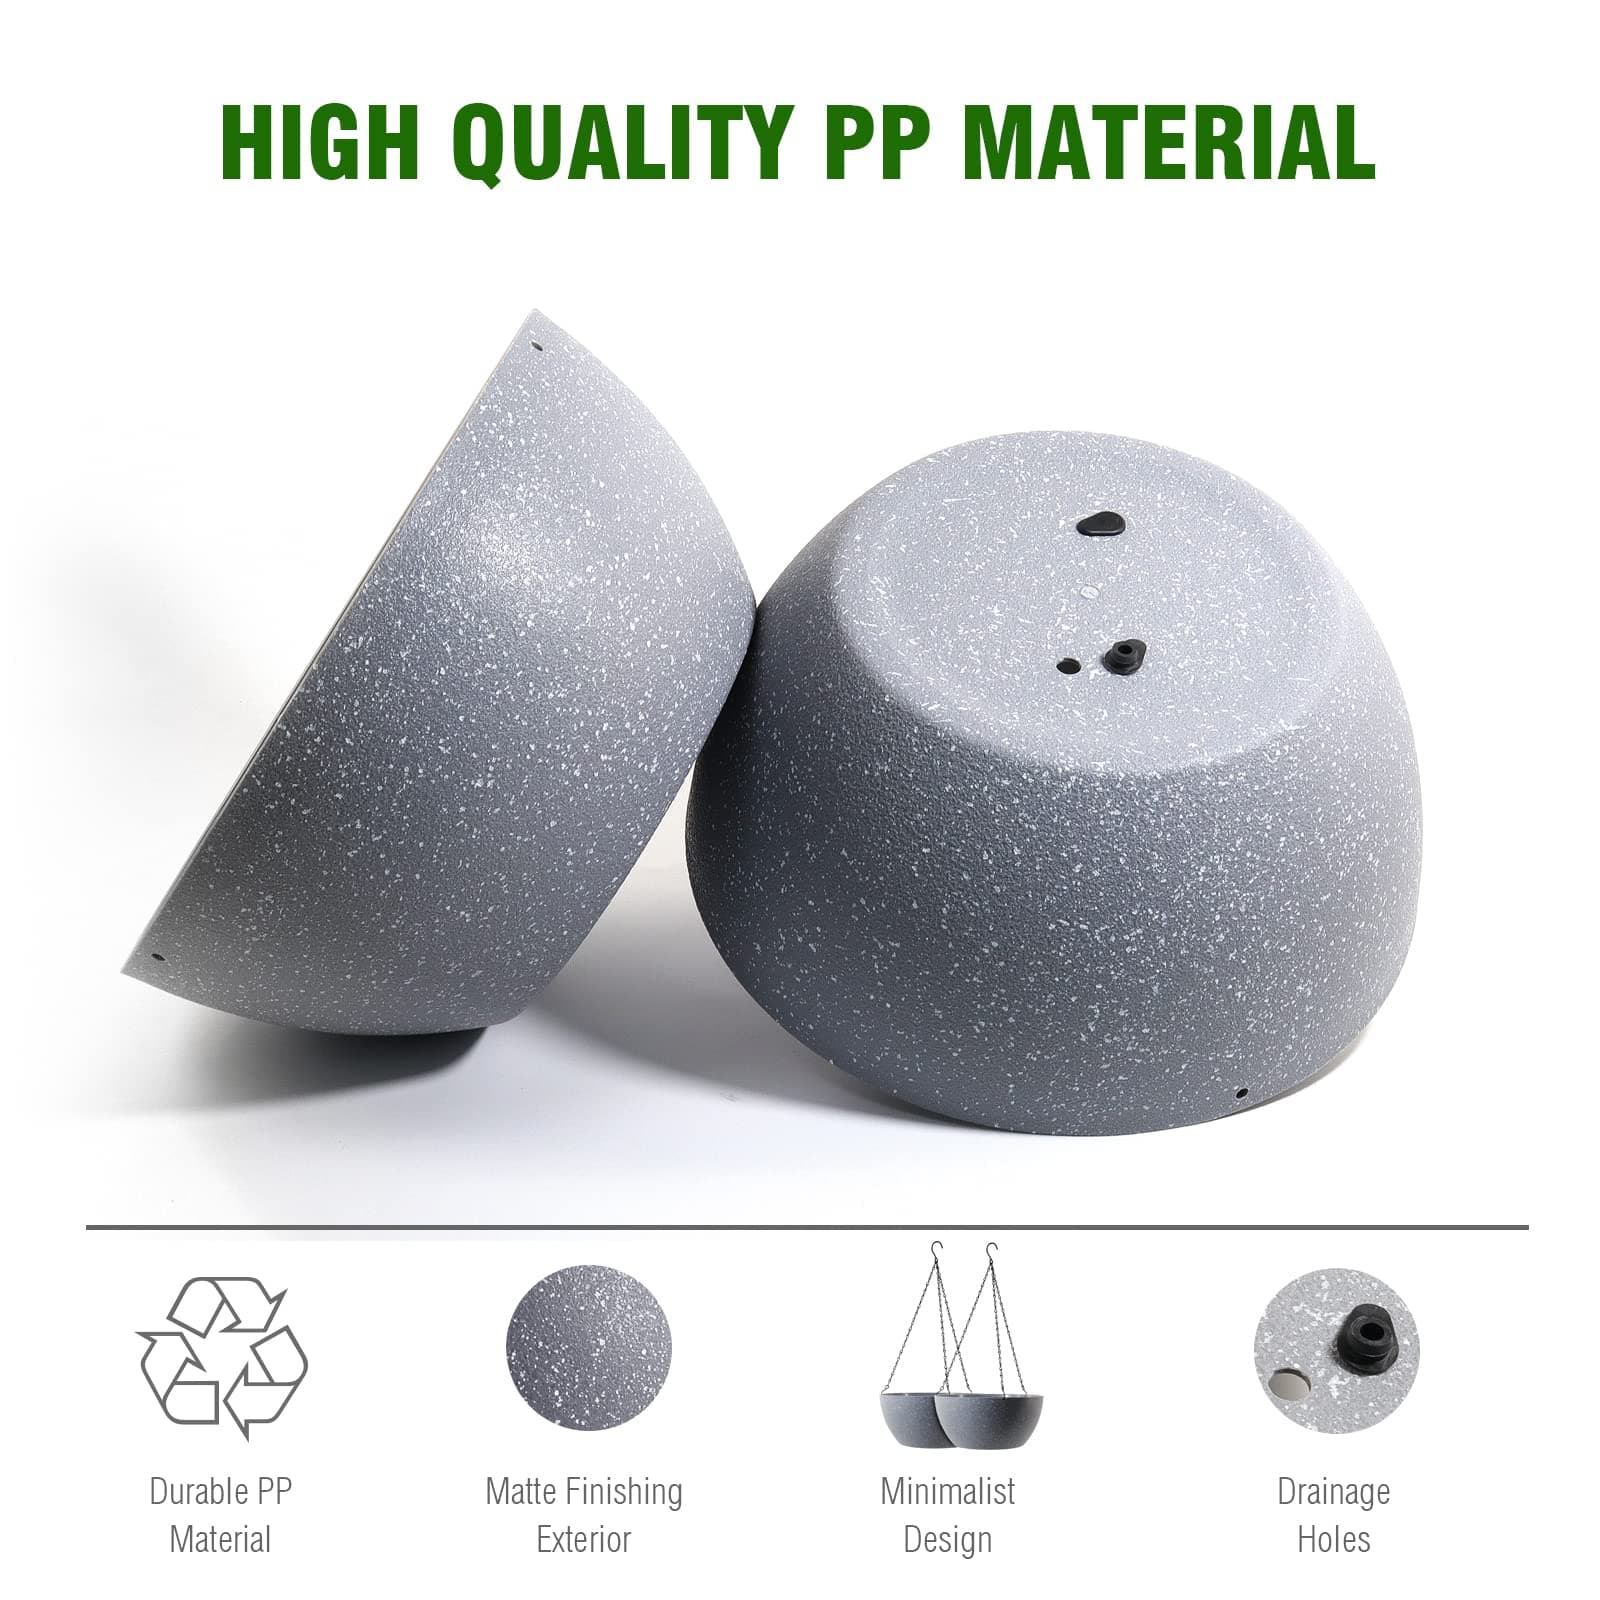 HIGH QUALITY PP MATERIAL
Durable PP
Material
Matte Finishing
Exterior
Minimalist
Design
Drainage
Holes